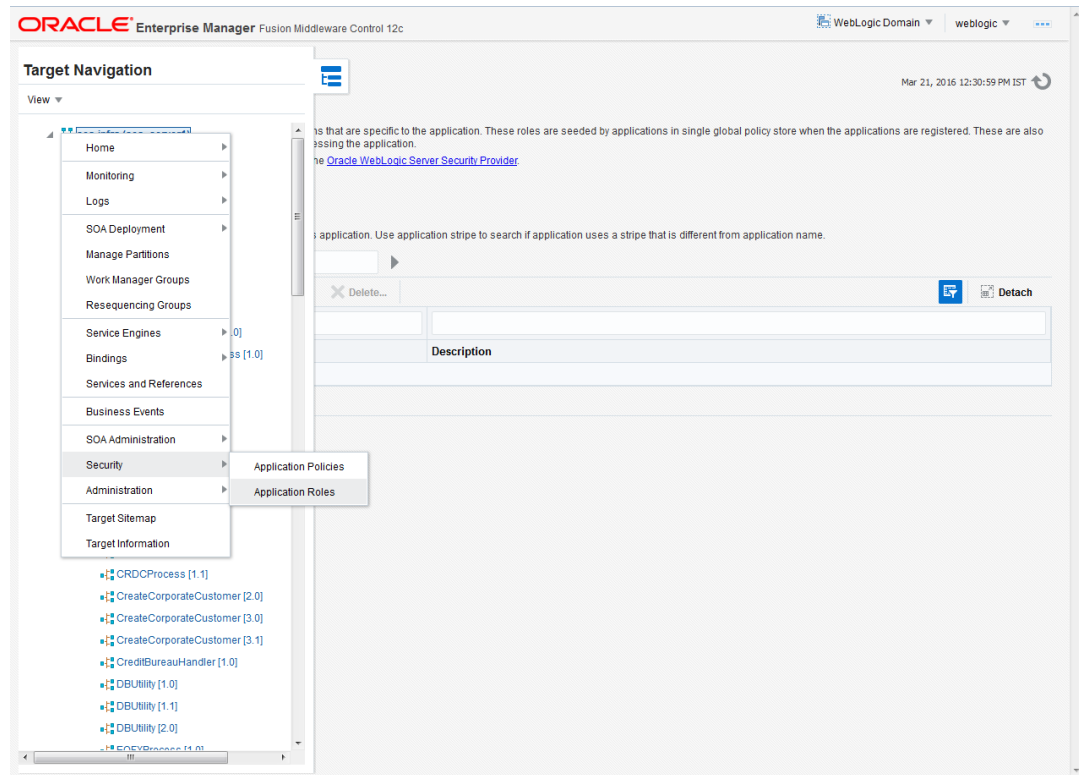 ORACLE Enterprise Manager Fusion Middleware Control 12c
WebLogic Domain
weblogic
Target Navigation
View
Mar 21, 2016 12:30:59 PM IST
ns that are specific to the application. These roles are seeded by applications in single global policy store when the applications are registered. These are also
essing the application.
he Oracle WebLogic Server Security Provider.
Home
Monitoring
Logs
SOA Deployment
Manage Partitions
Work Manager Groups
Resequencing Groups
Service Engines
Bindings
Services and References
Business Events
SOA Administration
Security
Administration
Target Sitemap
Target Information
Application Policies
Application Roles
s application. Use application stripe to search if application uses a stripe that is different from application name.
Delete...
Detach
Description
.0]
ss [1.0]
CRDCProcess [1.1]
CreateCorporateCustomer [2.0]
CreateCorporateCustomer [3.0]
CreateCorporateCustomer [3.1]
CreditBureauHandler [1.0]
DBUtility [1.0]
DBUtility [1.1]
DBUtility [2.0]